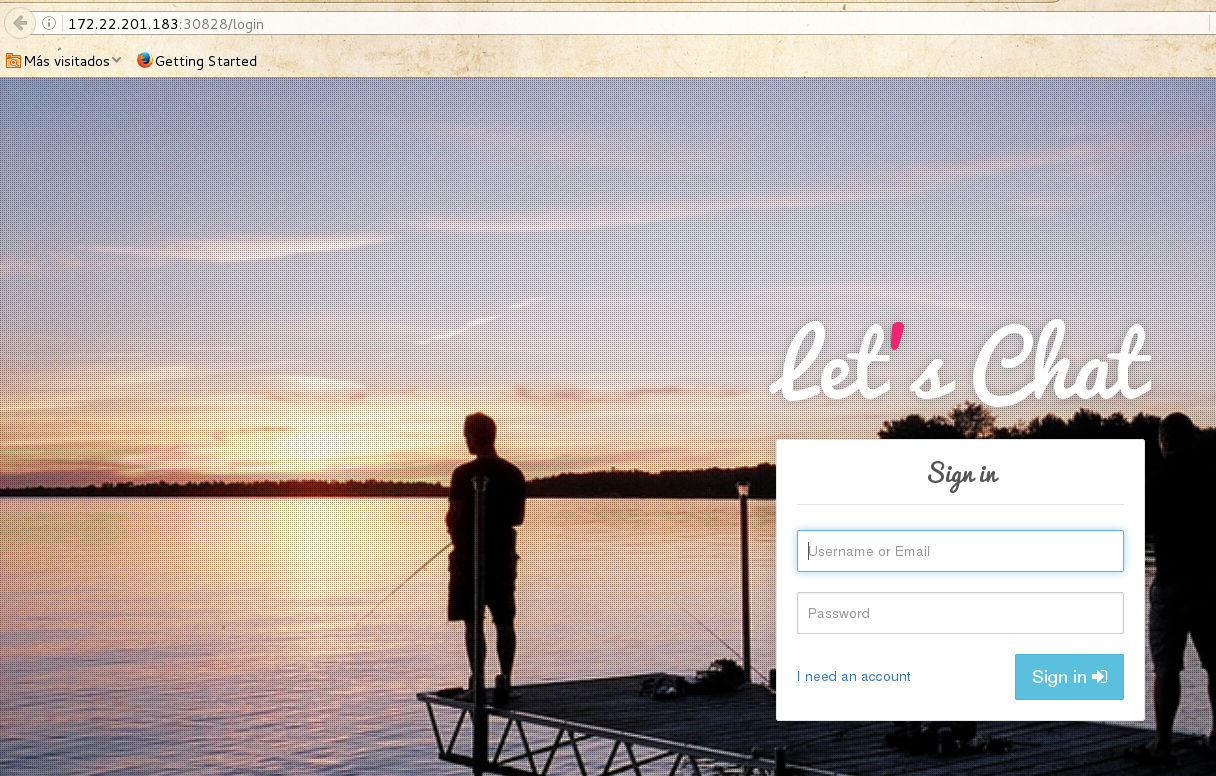 172.22.201.183:30828/login
Más visitados
Getting Started
Let's Chat
Sign in
Username or Email
Password
I need an account
Sign in